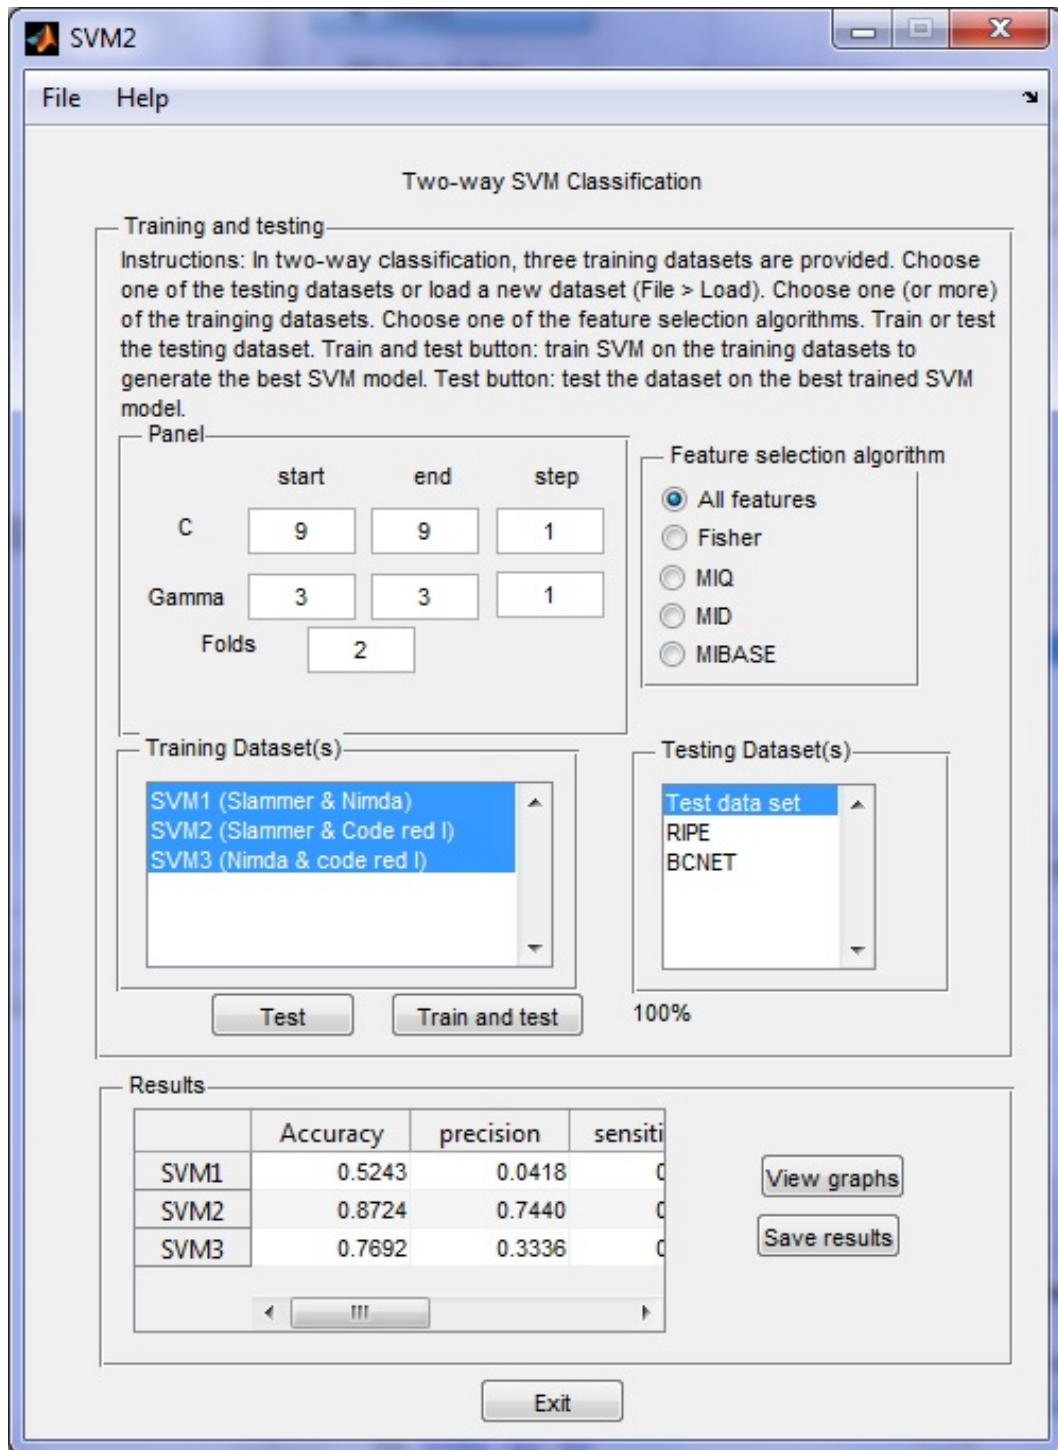 SVM2
File Help
Two-way SVM Classification
Training and testing
Instructions: In two-way classification, three training datasets are provided. Choose
one of the testing datasets or load a new dataset (File > Load). Choose one (or more)
of the trainging datasets. Choose one of the feature selection algorithms. Train or test
the testing dataset. Train and test button: train SVM on the training datasets to
generate the best SVM model. Test button: test the dataset on the best trained SVM
model.
Panel
start end step
C 9 9 1
Gamma 3 3 1
Folds 2
Feature selection algorithm
All features
Fisher
MIQ
MID
MIBASE
Training Dataset(s)
SVM1 (Slammer & Nimda)
SVM2 (Slammer & Code red I)
SVM3 (Nimda & code red I)
Testing Dataset(s)
Test data set
RIPE
BCNET
Test Train and test 100%
Results
Accuracy precision sensiti
SVM1 0.5243 0.0418 0
SVM2 0.8724 0.7440 0
SVM3 0.7692 0.3336 0
View graphs
Save results
Exit